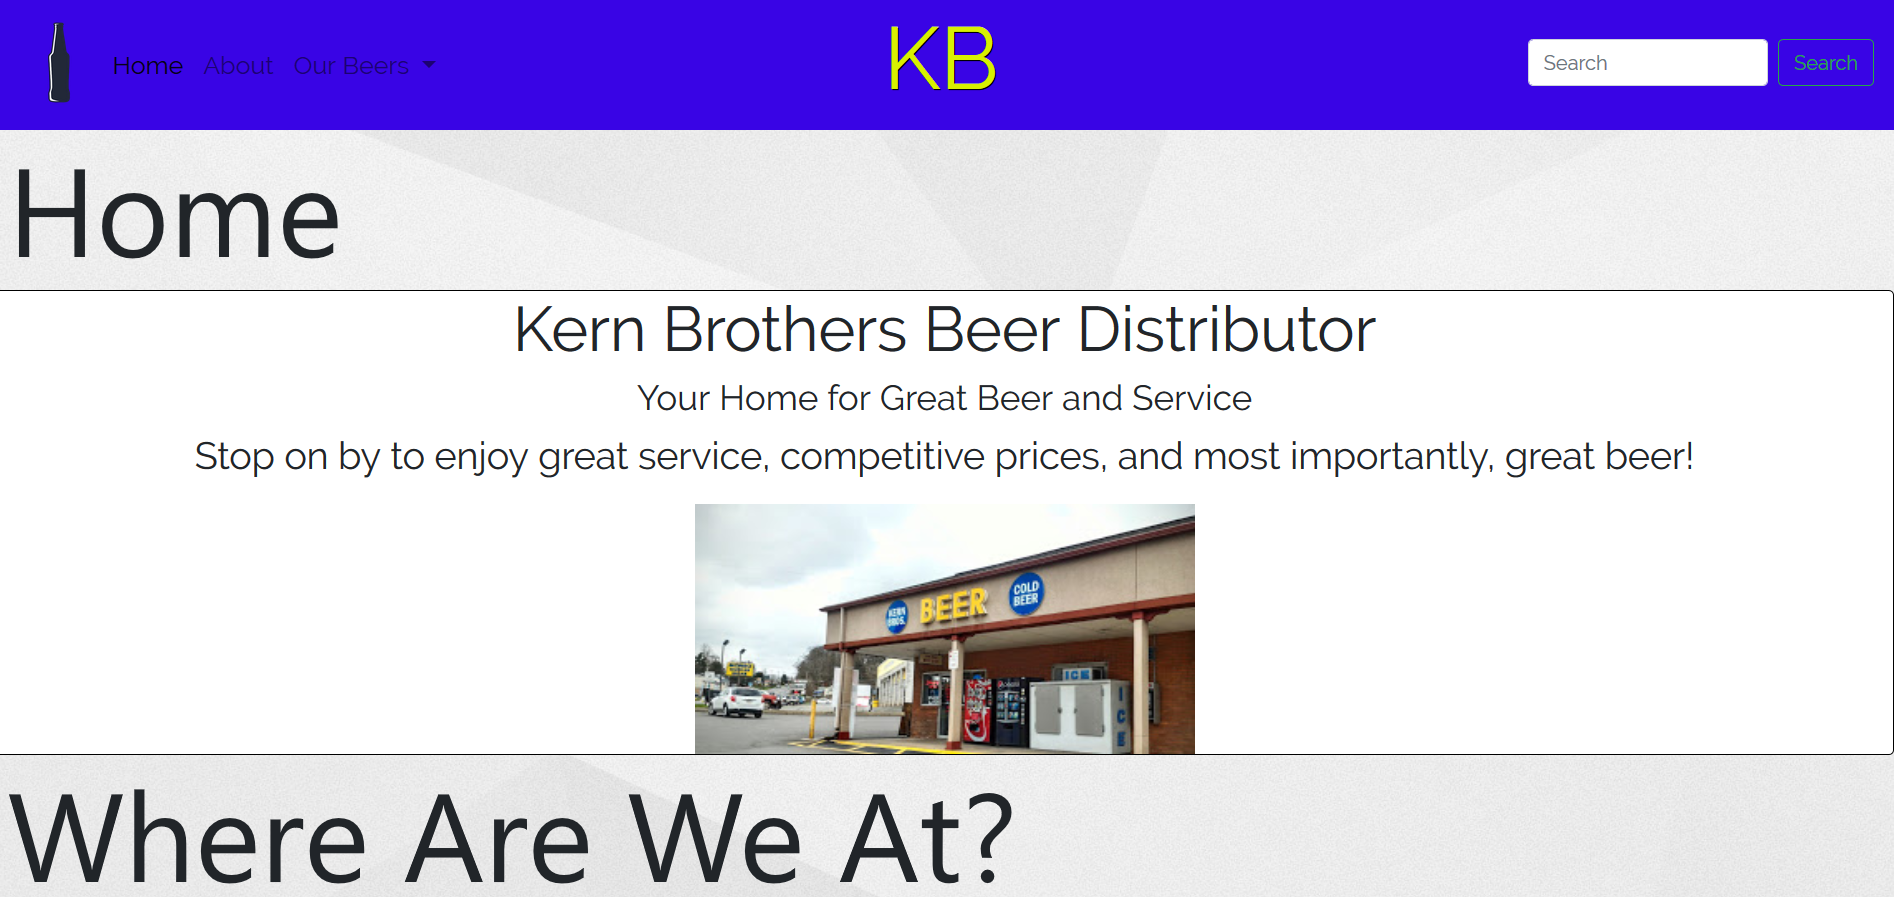 Home About Our Beers
KB
Search Search
Home
Kern Brothers Beer Distributor
Your Home for Great Beer and Service
Stop on by to enjoy great service, competitive prices, and most importantly, great beer!
KERN BROS.
BEER
COLD BEER
ICE
ICE
Where Are We At?